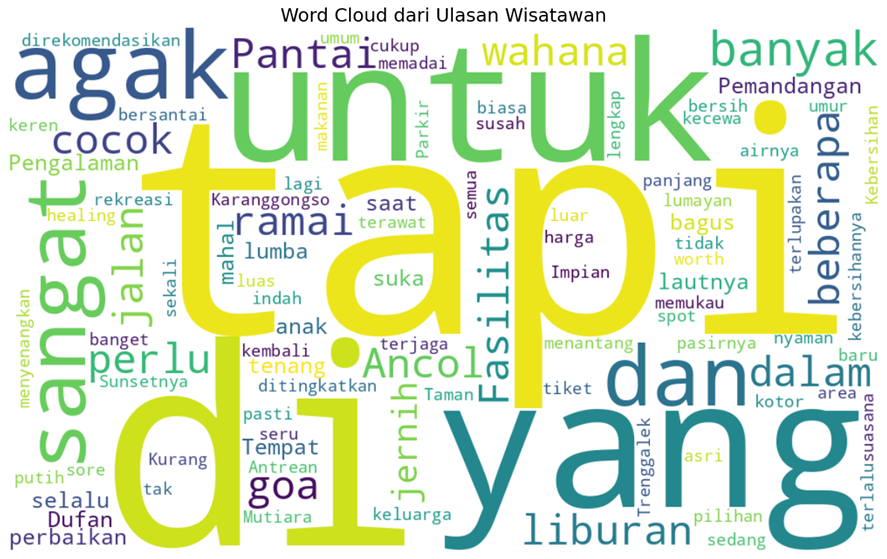 Word Cloud dari Ulasan Wisatawan
direkomendasikan
agak
bersantai
keren
cocok
Pengalaman
Pantai
umum
cukup
memadai
makanan
Parkir
wahana
biasa
susah
lengkap
banyak
Pemandangan
bersih
umur
kecewa
airnya
Kebersihan
untuk
tapi
sangat
healing
rekreasi
jalan
sekali
Karanggongso
lagi
ramai
mahal
lumba
luas
indah
saat
terawat
suka
semua
Fasilitas
luar
harga
Impian
panjang
lumayan
bagus
tidak
worth
lautnya
memukau
spot
terlupakan
beberapa
kebersihannya
menyenangkan
banget
perlu
Sunsetnya
anak
kembali
tenang
ditingkatkan
terjaga
Ancol
jernih
Taman
menantang
tiket
pasirnya
nyaman
baru
dan
dalam
kotor
area
suasana
terlalu
di
yang
putih
sore
selalu
Dufan
perbaikan
Kurang
tak
pasti
seru
Tempat
Antrean
goa
Mutiara
keluarga
liburan
Trenggalek
asri
pilihan
sedang